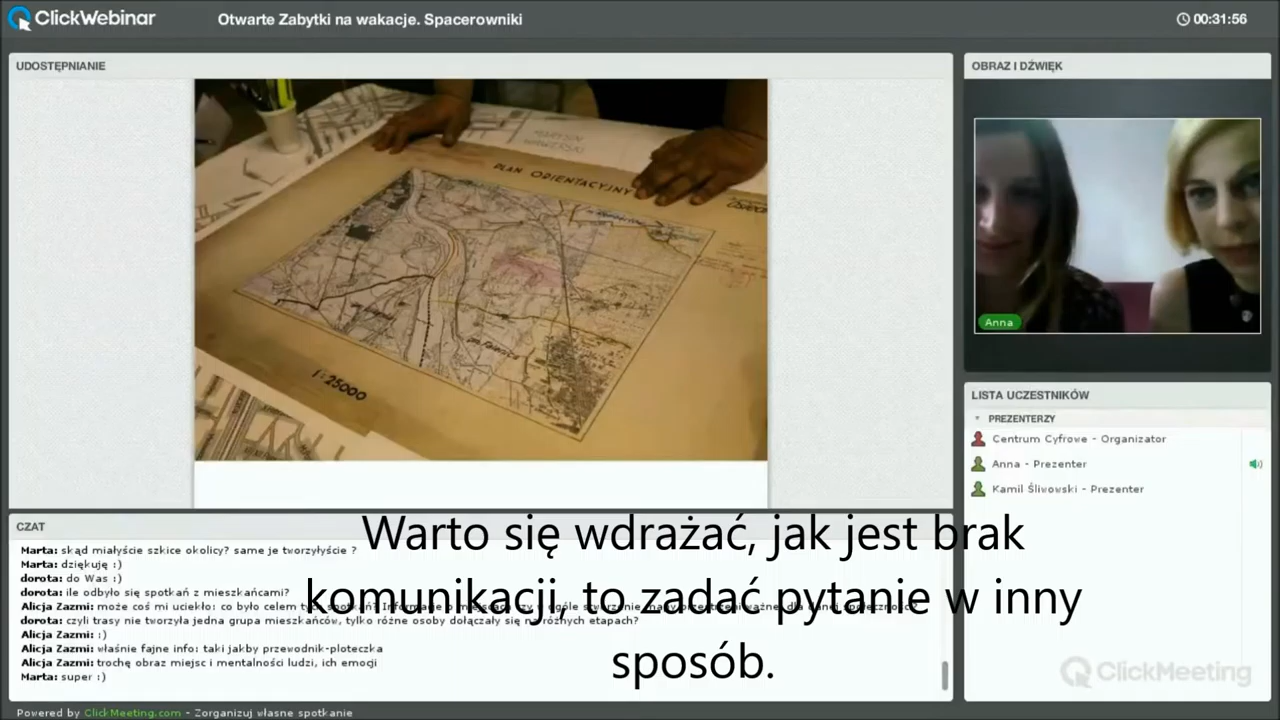 ClickWebinar
Otwarte Zabytki na wakacje. Spacerowniki
00:31:56
UDOSTĘPNIANIE
MARYSIN
WAWERSKI
PLAN ORIENTACYJNY
1:25000
OBRAZ I DŹWIĘK
Anna
LISTA UCZESTNIKÓW
PREZENTERZY
Centrum Cyfrowe - Organizator
Anna - Prezenter
Kamil Śliwowski - Prezenter
CZAT
Marta: skąd miałyście szkice okolicy? same je tworzyłyście ?
Marta: dziękuję :)
dorota: do Was :)
dorota: ile odbyło się spotkań z mieszkańcami?
Alicja Zazmi: może coś mi uciekło: co było celem tych spotkań?
dorota: czyli trasy nie tworzyła jedna grupa mieszkańców, tylko różne osoby dołączały się na różnych etapach?
Alicja Zazmi: :)
Alicja Zazmi: właśnie fajne info: taki jakby przewodnik-ploteczka
Alicja Zazmi: trochę obraz miejsc i mentalności ludzi, ich emocji
Marta: super :)
Warto się wdrażać, jak jest brak
komunikacji, to zadać pytanie w inny
sposób.
ClickMeeting
Powered by ClickMeeting.com - Zorganizuj własne spotkanie